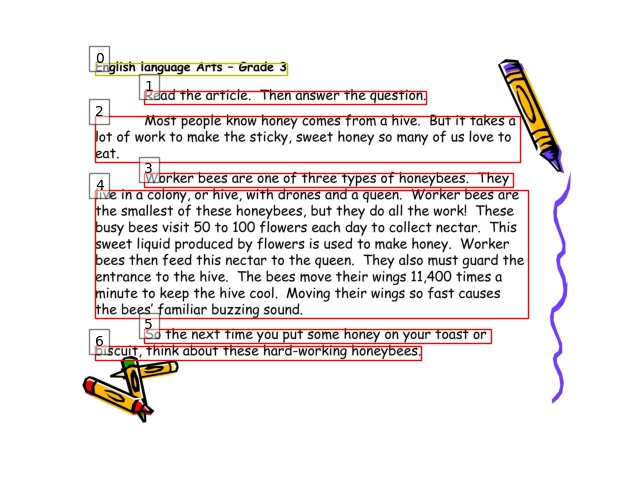 0
English language Arts – Grade 3
1
Read the article. Then answer the question.
2
Most people know honey comes from a hive. But it takes a
lot of work to make the sticky, sweet honey so many of us love to
eat.
3
Worker bees are one of three types of honeybees. They
4
live in a colony, or hive, with drones and a queen. Worker bees are
the smallest of these honeybees, but they do all the work! These
busy bees visit 50 to 100 flowers each day to collect nectar. This
sweet liquid produced by flowers is used to make honey. Worker
bees then feed this nectar to the queen. They also must guard the
entrance to the hive. The bees move their wings 11,400 times a
minute to keep the hive cool. Moving their wings so fast causes
the bees' familiar buzzing sound.
5
So the next time you put some honey on your toast or
6
biscuit, think about these hard-working honeybees.